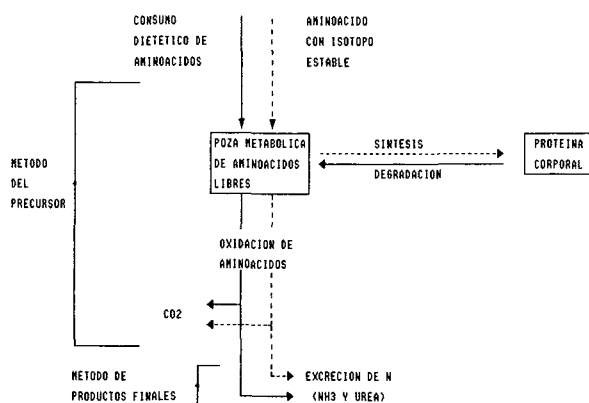 CONSUMO
DIETÉTICO DE
AMINOACIDOS
AMINOACIDO
CON ISOTOPO
ESTABLE
POZA METABOLICA
DE AMINOACIDOS
LIBRES
SINTESIS
DEGRADACION
PROTEINA
CORPORAL
METODO
DEL
PRECURSOR
OXIDACION DE
AMINOACIDOS
CO2
METODO DE
PRODUCTOS FINALES
EXCRECION DE N
(NH3 Y UREA)